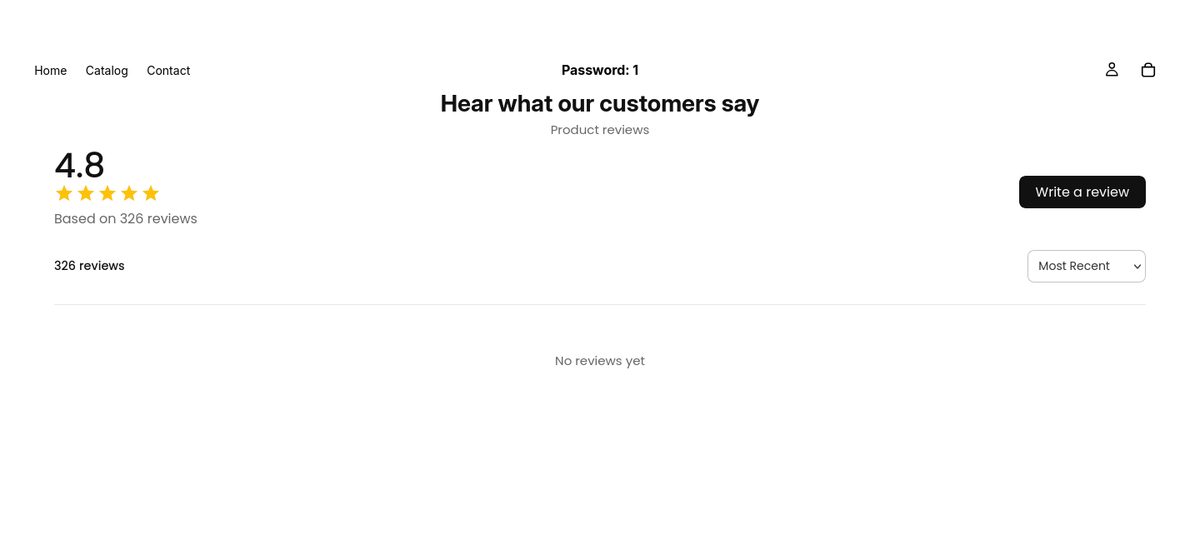 Home Catalog Contact Password: 1
Hear what our customers say
Product reviews
4.8
Based on 326 reviews
Write a review
326 reviews Most Recent
No reviews yet